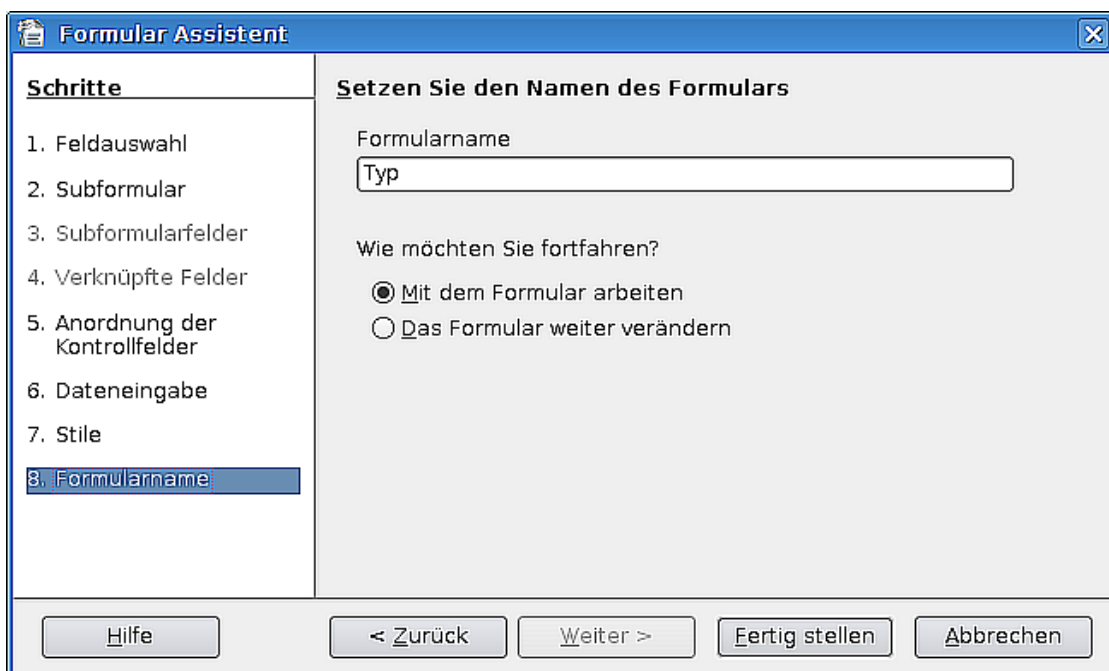 Formular Assistent
Schritte
1. Feldauswahl
2. Subformular
3. Subformularfelder
4. Verknüpfte Felder
5. Anordnung der
Kontrollfelder
6. Dateneingabe
7. Stile
8. Formularname
Setzen Sie den Namen des Formulars
Formularname
Typ
Wie möchten Sie fortfahren?
Mit dem Formular arbeiten
Das Formular weiter verändern
Hilfe
< Zurück
Weiter >
Fertig stellen
Abbrechen